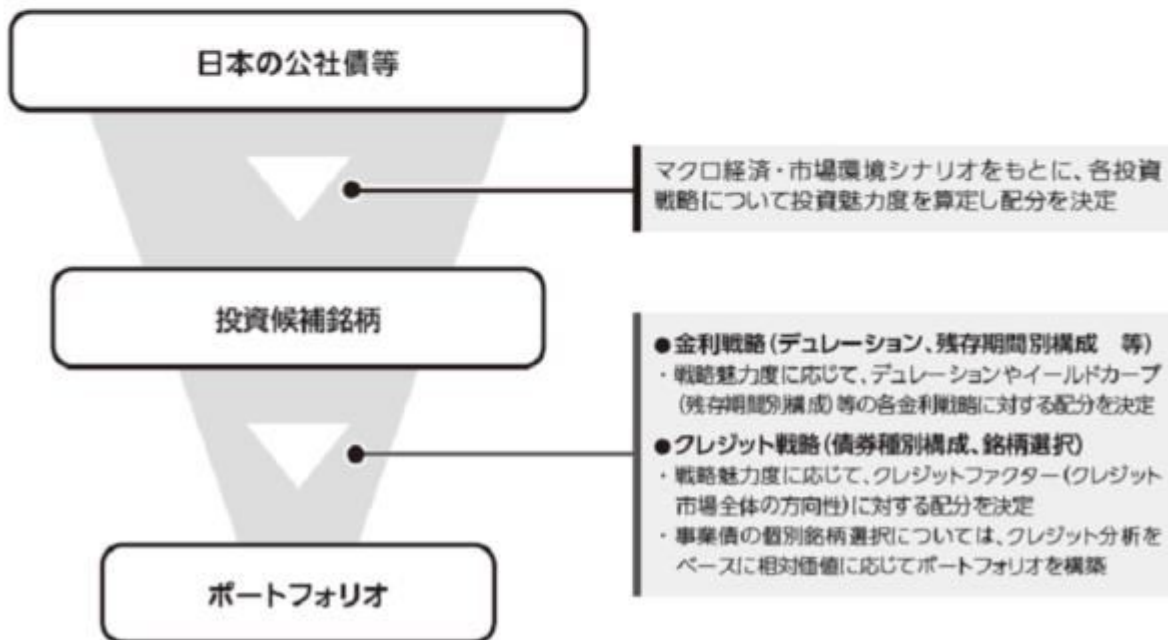 日本の公社債等
マクロ経済・市場環境シナリオをもとに、各投資
戦略について投資魅力度を算定し配分を決定
投資候補銘柄
●金利戦略(デュレーション、残存期間別構成　等)
・戦略魅力度に応じて、デュレーションやイールドカーブ
(残存期間別構成)等の各金利戦略に対する配分を決定
●クレジット戦略(債券種別構成、銘柄選択)
・戦略魅力度に応じて、クレジットファクター(クレジット
市場全体の方向性)に対する配分を決定
・事業債の個別銘柄選択については、クレジット分析を
ベースに相対価値に応じてポートフォリオを構築
ポートフォリオ